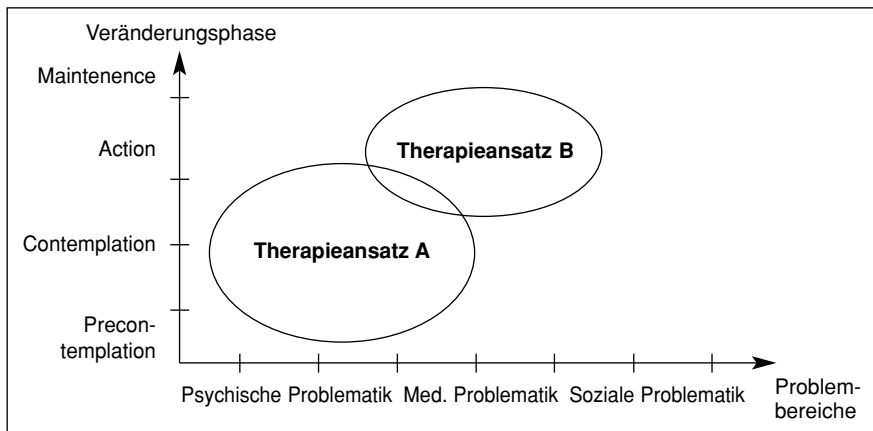 Veränderungsphase
Maintenence
Action
Therapieansatz B
Contemplation
Therapieansatz A
Precon-
templation
Psychische Problematik Med. Problematik Soziale Problematik
Problem-
bereiche